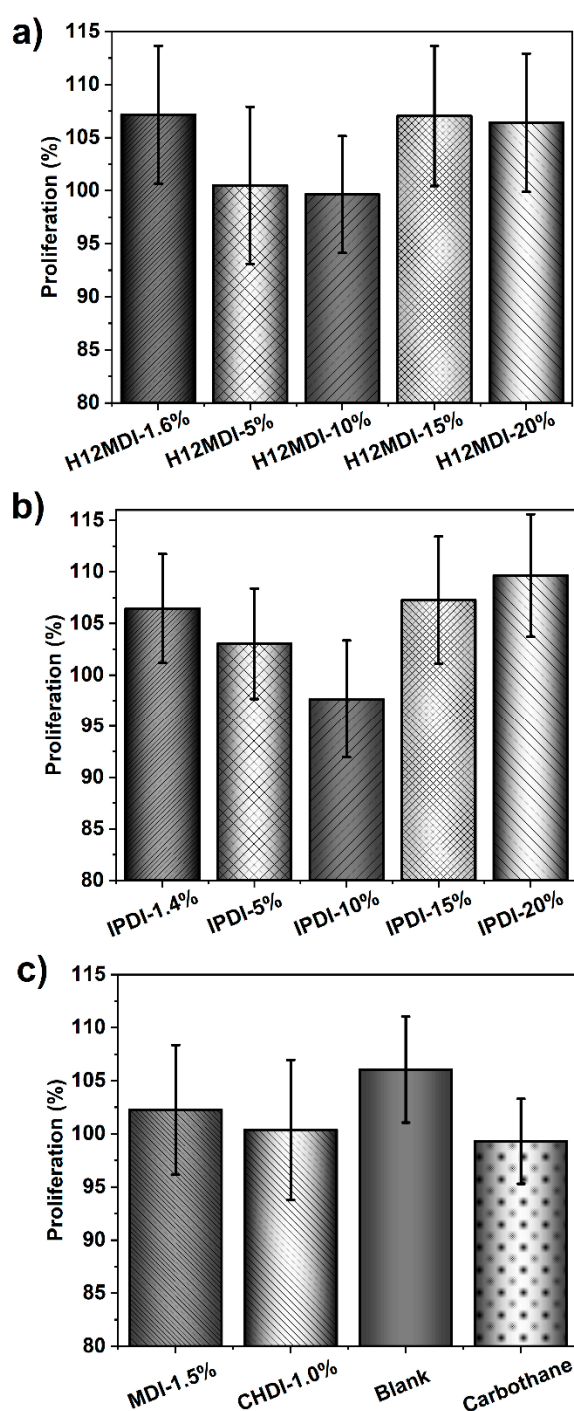 a)
115
110
105
100
95
90
85
80
Proliferation (%)
H12MDI-1.6%
H12MDI-5%
H12MDI-10%
H12MDI-15%
H12MDI-20%
b)
115
110
105
100
95
90
85
80
Proliferation (%)
IPDI-1.4%
IPDI-5%
IPDI-10%
IPDI-15%
IPDI-20%
c)
115
110
105
100
95
90
85
80
Proliferation (%)
MDI-1.5%
CHDI-1.0%
Blank
Carbothane